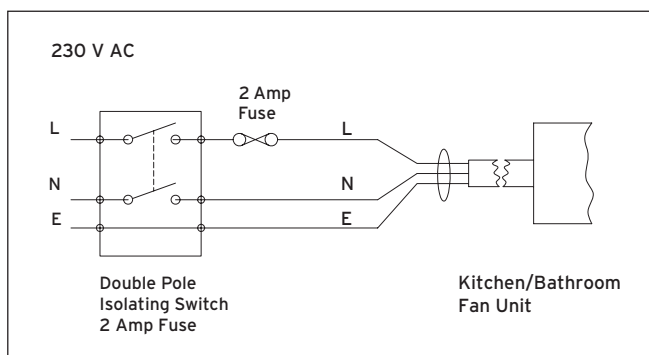 230 V AC
2 Amp
Fuse
L
L
N
N
E
E
Double Pole
Isolating Switch
2 Amp Fuse
Kitchen/Bathroom
Fan Unit